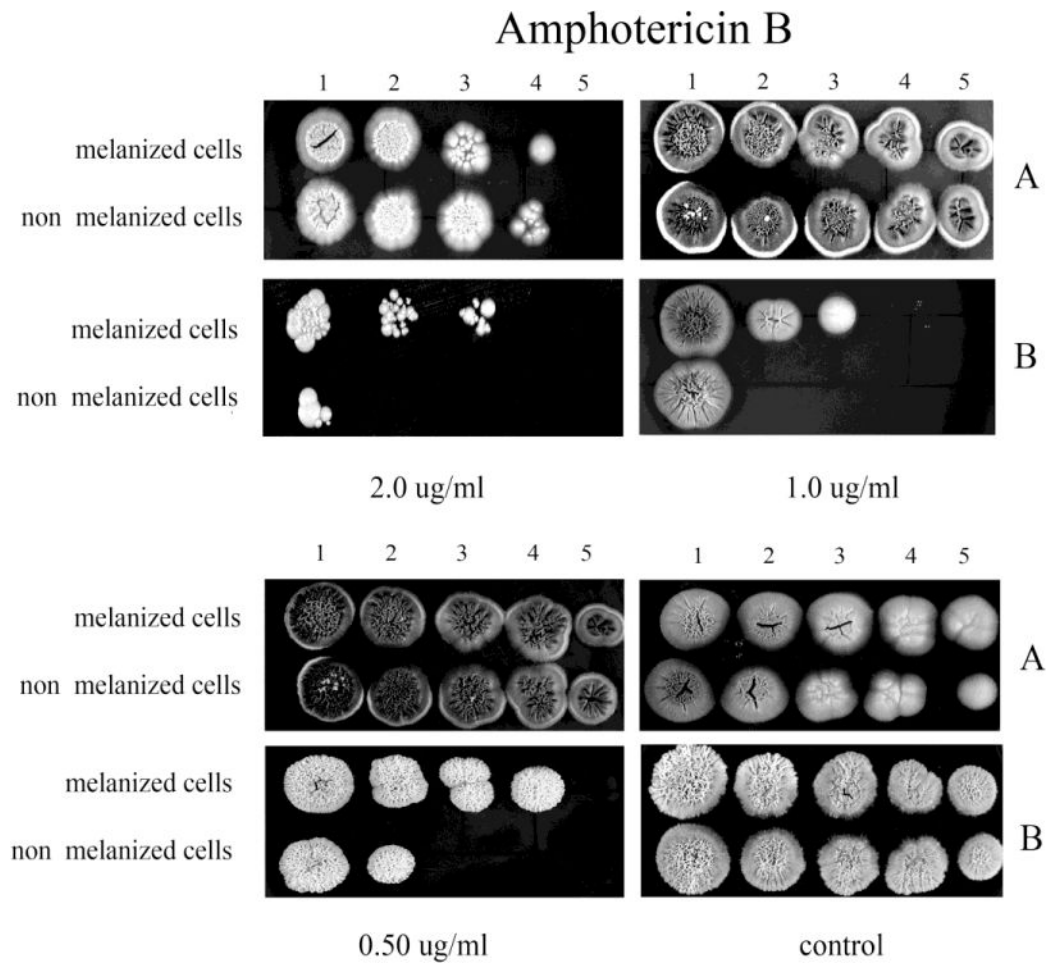 Amphotericin B
1 2 3 4 5
1 2 3 4 5
melanized cells
non melanized cells
A
melanized cells
non melanized cells
B
2.0 ug/ml
1.0 ug/ml
1 2 3 4 5
1 2 3 4 5
melanized cells
non melanized cells
A
melanized cells
non melanized cells
B
0.50 ug/ml
control